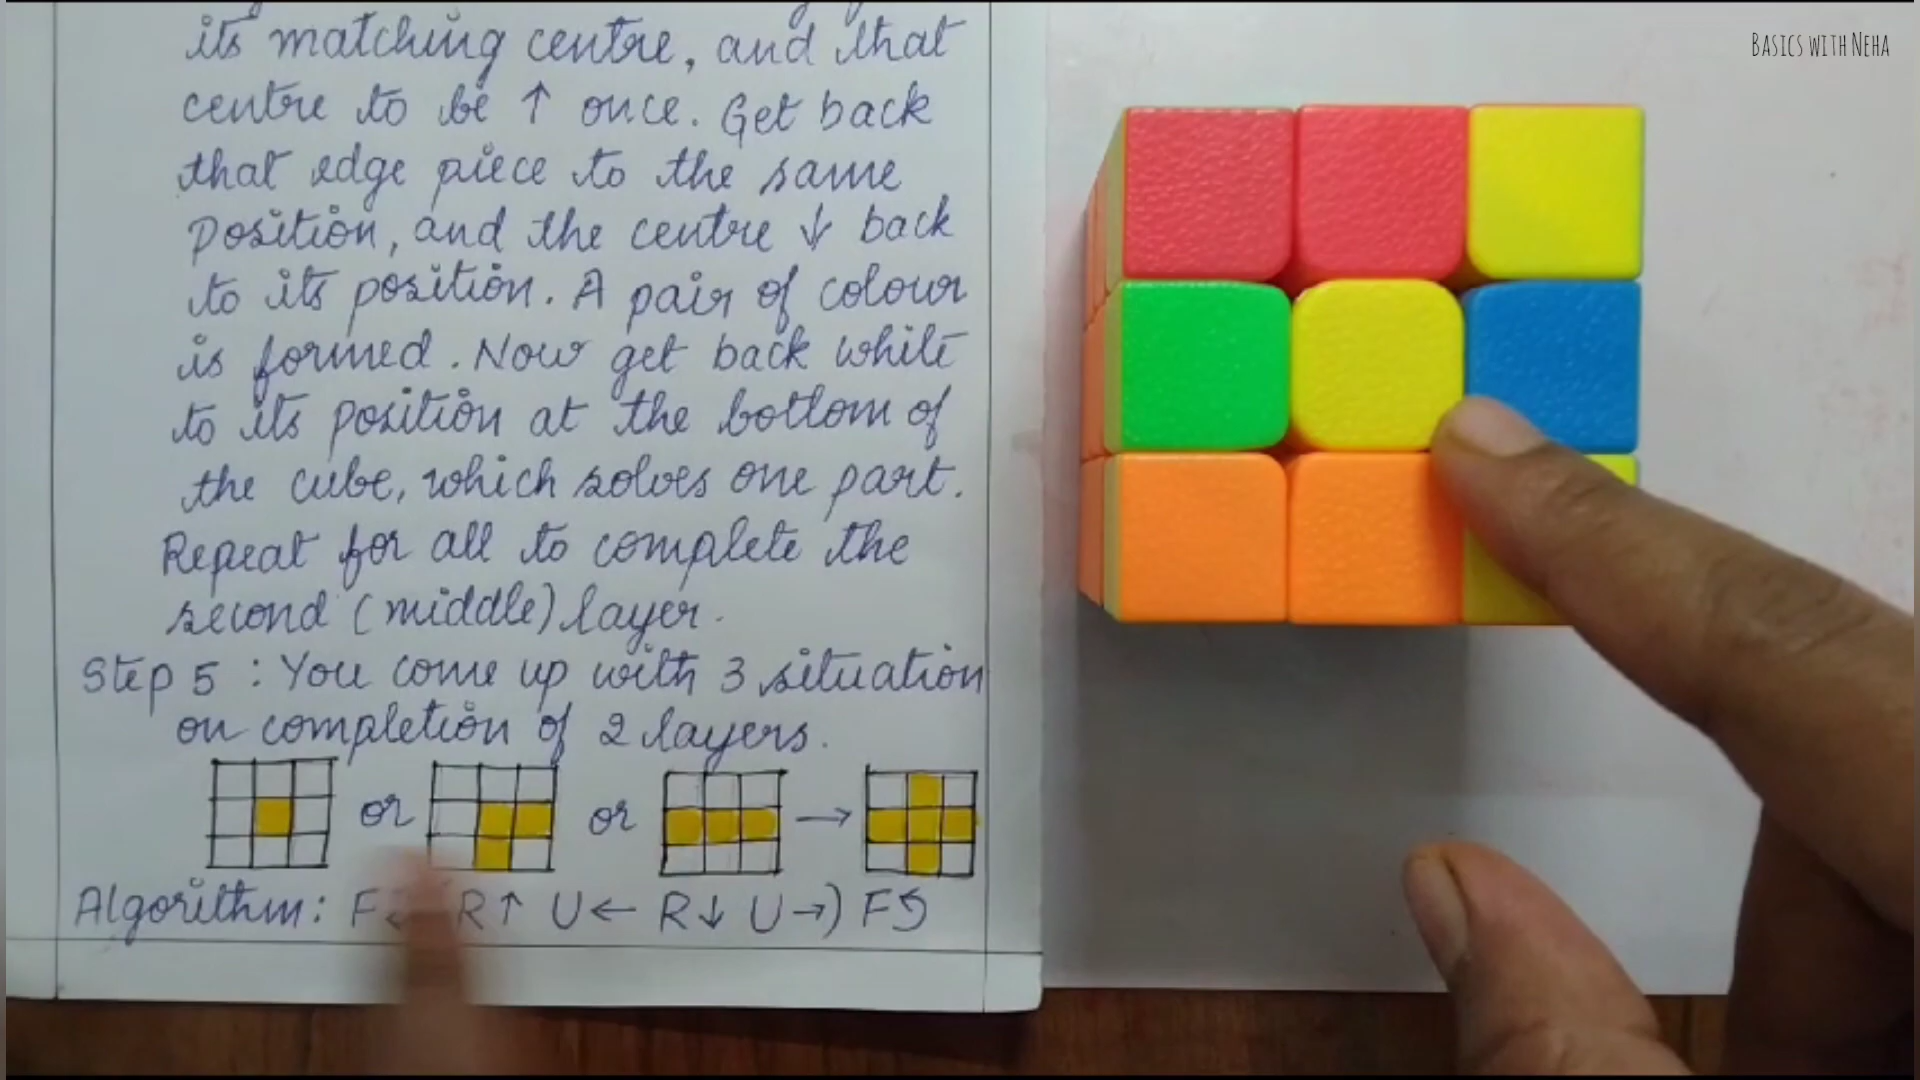 BASICS WITH NEHA
its matching centre, and that
centre to be ↑ once. Get back
that edge piece to the same
position, and the centre ↓ back
to its position. A pair of colour
is formed. Now get back while
to its position at the bottom of
the cube, which solves one part.
Repeat for all to complete the
second (middle) layer.
Step 5 : You come up with 3 situation
on completion of 2 layers.
or or →
Algorithm: F R↑ U← R↓ U→) F↺